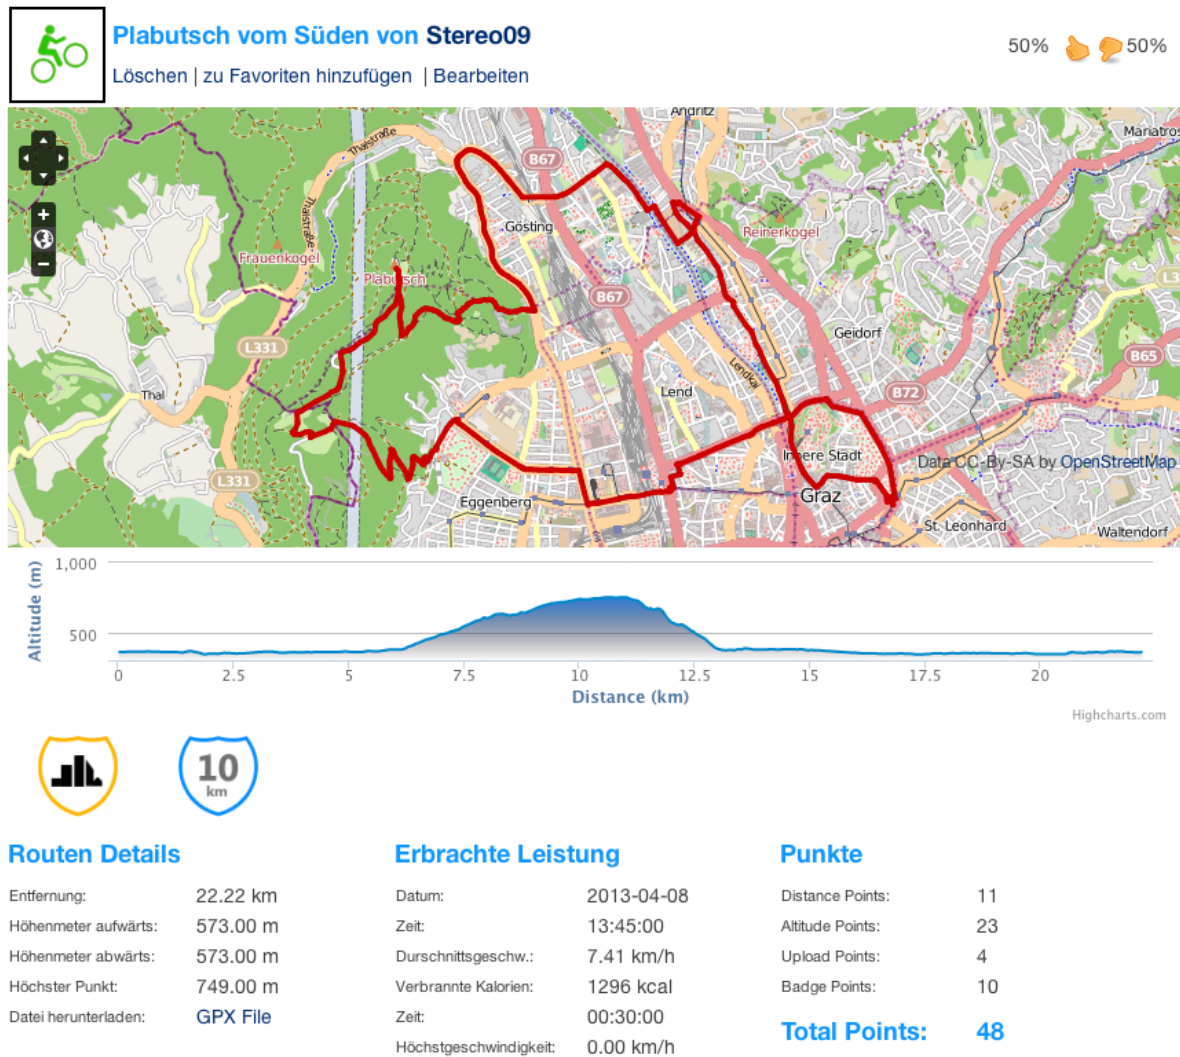 Plabutsch vom Süden von Stereo09
50% 50%
Löschen | zu Favoriten hinzufügen | Bearbeiten
Andritz
Mariatros
Thalstraße
B67
Thalstraße
Gösting
Reinerkogel
Frauenkogel
Plabutsch
L3
B67
Geidorf
L331
B65
Lendkai
Thal
Lend
B72
Innere Stadt
Data CC-By-SA by OpenStreetMap
L331
Eggenberg
Graz
St. Leonhard
Waltendorf
Altitude (m)
1,000
500
0 2.5 5 7.5 10 12.5 15 17.5 20
Distance (km)
Highcharts.com
10
km
Routen Details
Entfernung: 22.22 km
Höhenmeter aufwärts: 573.00 m
Höhenmeter abwärts: 573.00 m
Höchster Punkt: 749.00 m
Datei herunterladen: GPX File
Erbrachte Leistung
Datum: 2013-04-08
Zeit: 13:45:00
Durschnittsgeschw.: 7.41 km/h
Verbrannte Kalorien: 1296 kcal
Zeit: 00:30:00
Höchstgeschwindigkeit: 0.00 km/h
Punkte
Distance Points: 11
Altitude Points: 23
Upload Points: 4
Badge Points: 10
Total Points: 48